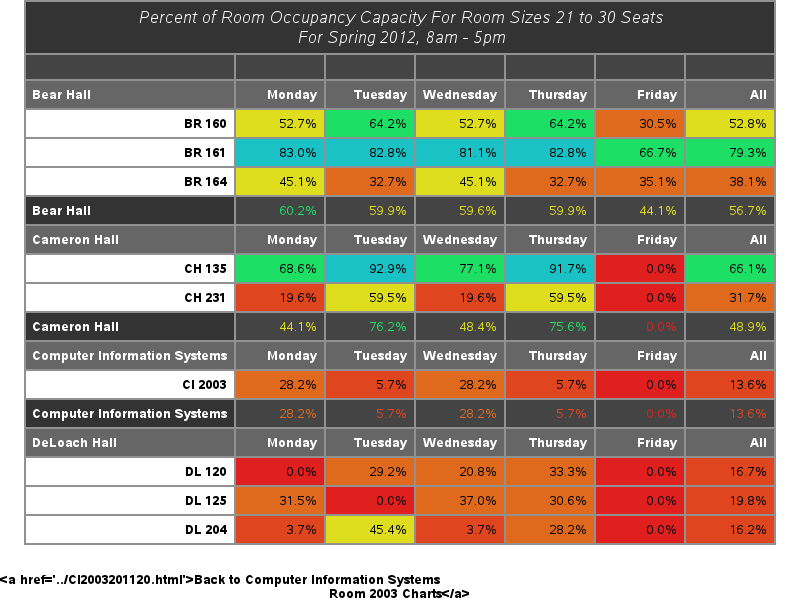 Percent of Room Occupancy Capacity For Room Sizes 21 to 30 Seats
For Spring 2012, 8am - 5pm
Bear Hall Monday Tuesday Wednesday Thursday Friday All
BR 160 52.7% 64.2% 52.7% 64.2% 30.5% 52.8%
BR 161 83.0% 82.8% 81.1% 82.8% 66.7% 79.3%
BR 164 45.1% 32.7% 45.1% 32.7% 35.1% 38.1%
Bear Hall 60.2% 59.9% 59.6% 59.9% 44.1% 56.7%
Cameron Hall Monday Tuesday Wednesday Thursday Friday All
CH 135 68.6% 92.9% 77.1% 91.7% 0.0% 66.1%
CH 231 19.6% 59.5% 19.6% 59.5% 0.0% 31.7%
Cameron Hall 44.1% 76.2% 48.4% 75.6% 0.0% 48.9%
Computer Information Systems Monday Tuesday Wednesday Thursday Friday All
CI 2003 28.2% 5.7% 28.2% 5.7% 0.0% 13.6%
Computer Information Systems 28.2% 5.7% 28.2% 5.7% 0.0% 13.6%
DeLoach Hall Monday Tuesday Wednesday Thursday Friday All
DL 120 0.0% 29.2% 20.8% 33.3% 0.0% 16.7%
DL 125 31.5% 0.0% 37.0% 30.6% 0.0% 19.8%
DL 204 3.7% 45.4% 3.7% 28.2% 0.0% 16.2%
<a href='../CI2003201120.html'>Back to Computer Information Systems
Room 2003 Charts</a>